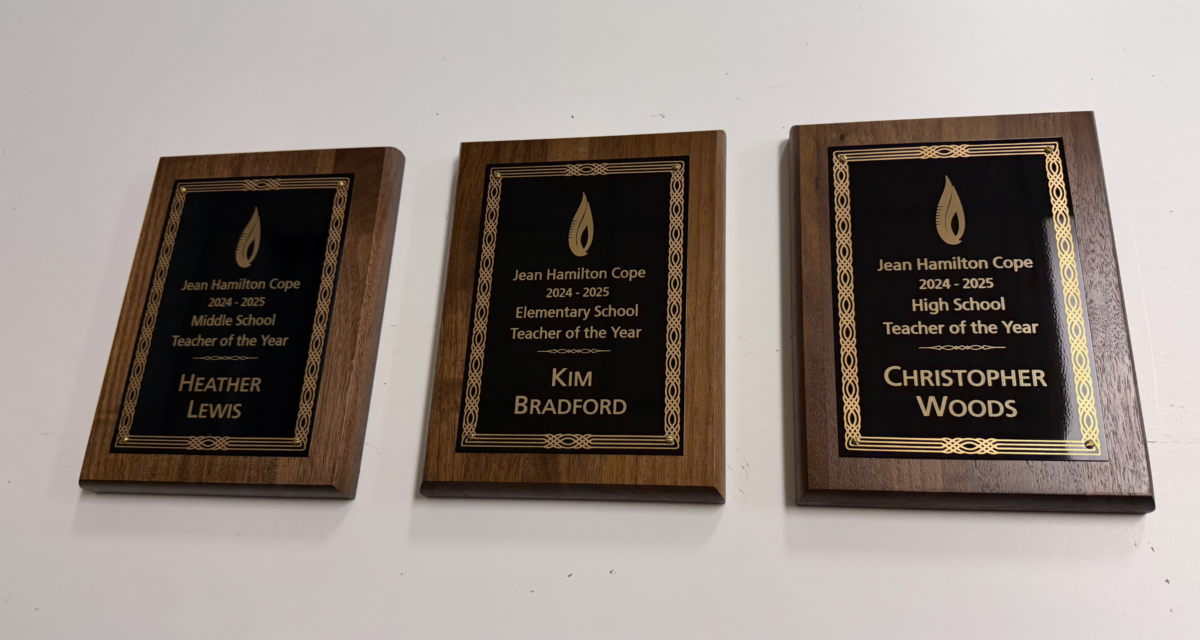 Jean Hamilton Cope
2024 - 2025
Middle School
Teacher of the Year
HEATHER
LEWIS
Jean Hamilton Cope
2024 - 2025
Elementary School
Teacher of the Year
KIM
BRADFORD
Jean Hamilton Cope
2024 - 2025
High School
Teacher of the Year
CHRISTOPHER
WOODS